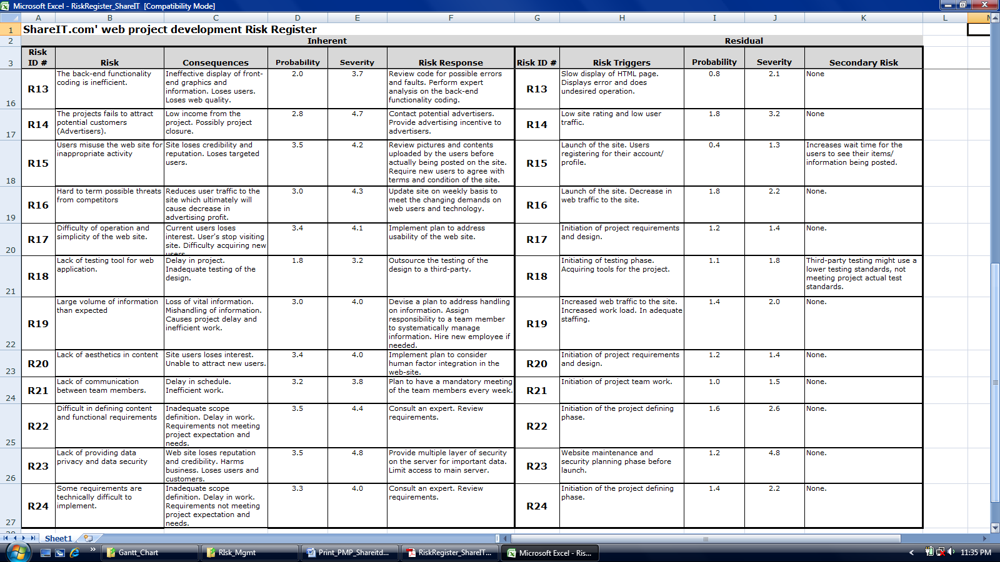 Microsoft Excel - RiskRegister_ShareIT [Compatibility Mode]
A B C D E F G H I J K L
1 ShareIT.com' web project development Risk Register
2 Inherent Residual
3 Risk ID # Risk Consequences Probability Severity Risk Response Risk ID # Risk Triggers Probability Severity Secondary Risk
16 R13
The back-end functionality
coding is inefficient.
Ineffective display of front-
end graphics and
information. Loses users.
Loses web quality.
2.0 3.7
Review code for possible errors
and faults. Perform expert
analysis on the back-end
functionality coding.
R13
Slow display of HTML page.
Displays error and does
undesired operation.
0.8 2.1 None
17 R14
The projects fails to attract
potential customers
(Advertisers).
Low income from the
project. Possibly project
closure.
2.8 4.7
Contact potential advertisers.
Provide advertising incentive to
advertisers.
R14
Low site rating and low user
traffic.
1.8 3.2 None
18 R15
Users misuse the web site for
inappropriate activity
Site loses credibility and
reputation. Loses targeted
users.
3.5 4.2
Review pictures and contents
uploaded by the users before
actually being posted on the site.
Require new users to agree with
terms and condition of the site.
R15
Launch of the site. Users
registering for their account/
profile.
0.4 1.3
Increases wait time for the
users to see their items/
information being posted.
19 R16
Hard to term possible threats
from competitors
Reduces user traffic to the
site which ultimately will
cause decrease in
advertising profit.
3.0 4.3
Update site on weekly basis to
meet the changing demands on
web users and technology.
R16
Launch of the site. Decrease in
web traffic to the site.
1.8 2.2 None.
20 R17
Difficulty of operation and
simplicity of the web site.
Current users loses
interest. User's stop visiting
site. Difficulty acquiring new
users.
3.4 4.1
Implement plan to address
usability of the web site.
R17
Initiation of project requirements
and design.
1.2 1.4 None.
21 R18
Lack of testing tool for web
application.
Delay in project.
Inadequate testing of the
design.
1.8 3.2
Outsource the testing of the
design to a third-party.
R18
Initiating of testing phase.
Acquiring tools for the project.
1.1 1.8
Third-party testing might use a
lower testing standards, not
meeting project actual test
standards.
22 R19
Large volume of information
than expected
Loss of vital information.
Mishandling of information.
Causes project delay and
inefficient work.
3.0 4.0
Devise a plan to address handling
on information. Assign
responsibility to a team member
to systematically manage
information. Hire new employee if
needed.
R19
Increased web traffic to the site.
Increased work load. In adequate
staffing.
1.4 2.0 None.
23 R20
Lack of aesthetics in content
Site users loses interest.
Unable to attract new users.
3.4 4.0
Implement plan to consider
human factor integration in the
web-site.
R20
Initiation of project requirements
and design.
1.2 1.4 None.
24 R21
Lack of communication
between team members.
Delay in schedule.
Inefficient work.
3.2 3.8
Plan to have a mandatory meeting
of the team members every week.
R21
Initiation of project team work.
1.0 1.5 None.
25 R22
Difficult in defining content
and functional requirements
Inadequate scope
definition. Delay in work.
Requirements not meeting
project expectation and
needs.
3.5 4.4
Consult an expert. Review
requirements.
R22
Initiation of the project defining
phase.
1.6 2.6 None.
26 R23
Lack of providing data
privacy and data security
Web site loses reputation
and credibility. Harms
business. Loses users and
customers.
3.5 4.8
Provide multiple layer of security
on the server for important data.
Limit access to main server.
R23
Website maintenance and
security planning phase before
launch.
1.2 4.8 None.
27 R24
Some requirements are
technically difficult to
implement.
Inadequate scope
definition. Delay in work.
Requirements not meeting
project expectation and
needs.
3.3 4.0
Consult an expert. Review
requirements.
R24
Initiation of the project defining
phase.
1.4 2.2 None.
Sheet1
Gantt_Chart RIsk_Mgmt Print_PMP_Shareitd... RiskRegister_ShareIT... Microsoft Excel - Ris... 11:35 PM